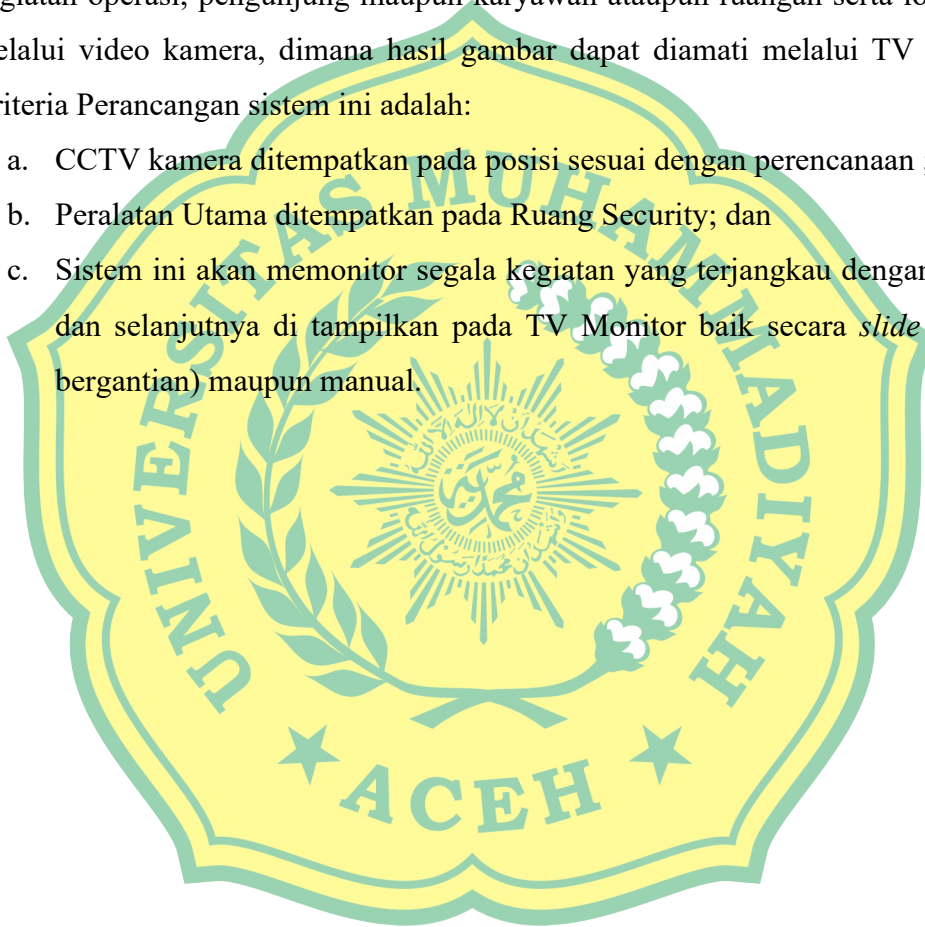 giatan operasi, pengunjung maupun karyawan ataupun ruangan serta lo
elalui video kamera, dimana hasil gambar dapat diamati melalui TV
riteria Perancangan sistem ini adalah:
a. CCTV kamera ditempatkan pada posisi sesuai dengan perencanaan ;
b. Peralatan Utama ditempatkan pada Ruang Security; dan
c. Sistem ini akan memonitor segala kegiatan yang terjangkau dengan
dan selanjutnya di tampilkan pada TV Monitor baik secara slide
bergantian) maupun manual.
UNIVERSITAS MUHAMMADIYAH
ACEH
محمدية